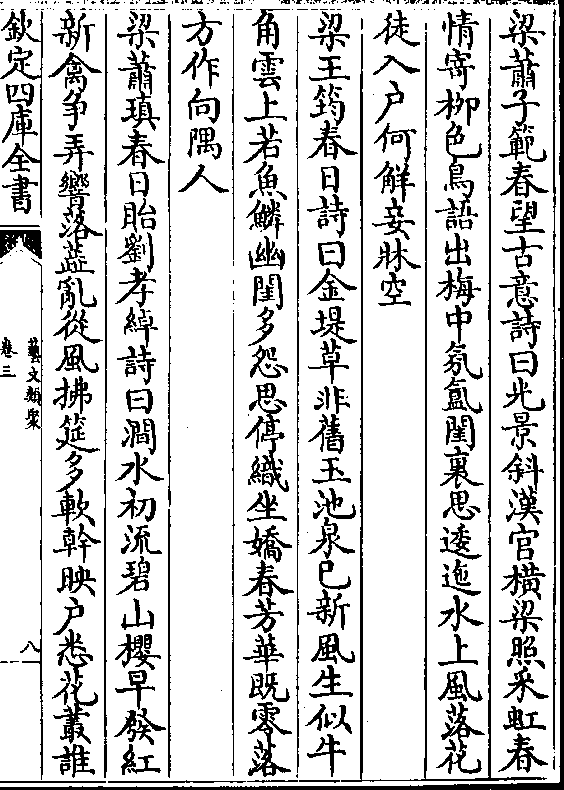 梁蕭子範春望古意詩曰光景斜漢宫橫梁照采虹春
情寄柳色鳥語出梅中氛氲閨裏思逶迤水上風落花
徒入户何解妾牀空
梁王筠春日詩曰金堤草非舊玉池泉已新風生似牛
角雲上若魚鱗幽閨多怨思停織坐嬌春芳華既零落
方作向隅人
梁蕭瑱春日貽劉孝綽詩曰澗水初流碧山櫻早發紅
新禽争弄響落蘂亂從風拂筵多軟幹映户悉花叢誰
欽定四庫全書
藝文類聚
卷三
八